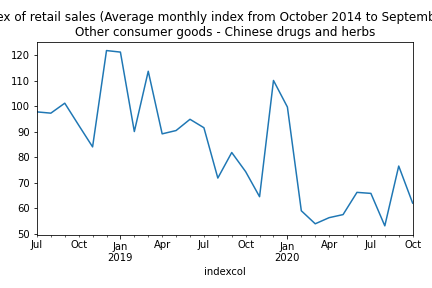 ex of retail sales (Average monthly index from October 2014 to Septemb
Other consumer goods - Chinese drugs and herbs
120
110
100
90
80
70
60
50
Jul Oct Jan Apr Jul Oct Jan Apr Jul Oct
2019 2020
indexcol